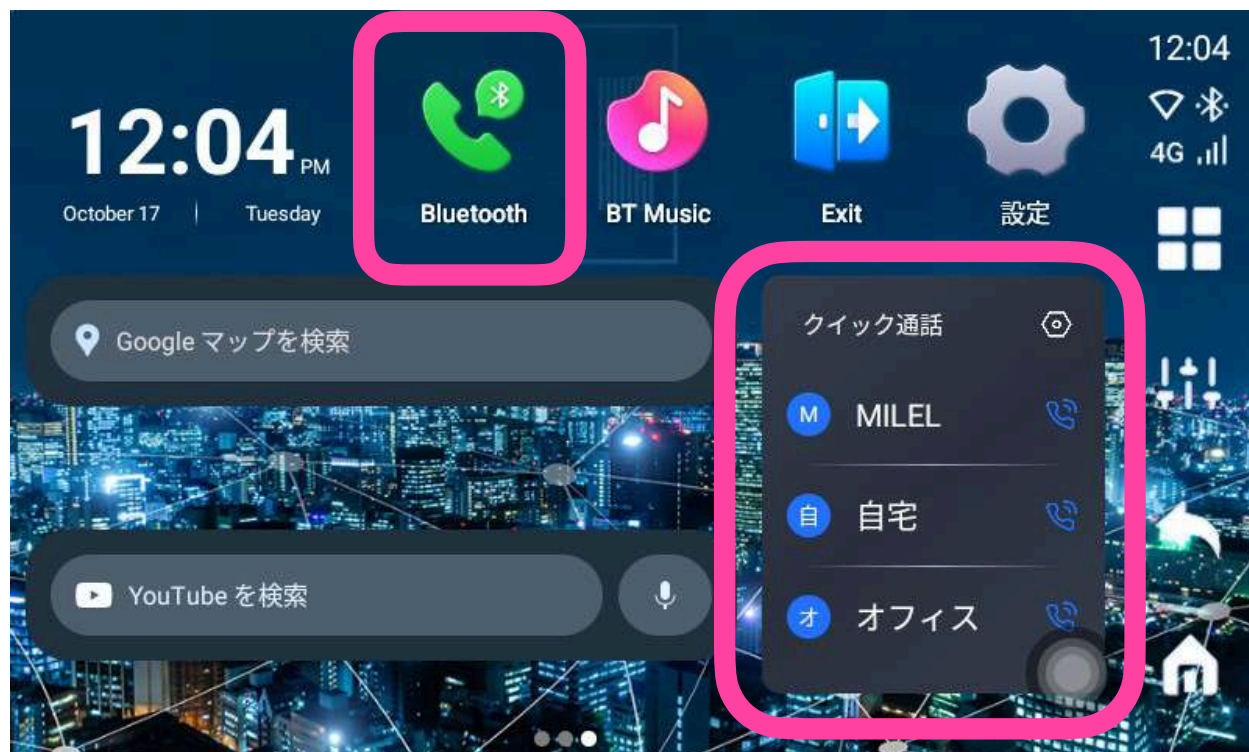 12:04 PM
October 17 Tuesday
Bluetooth
BT Music
Exit
設定
12:04
4G
Google マップを検索
YouTube を検索
クイック通話
M MILEL
自 自宅
オ オフィス